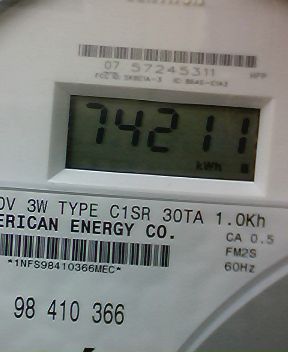 07 57245311
HPP
74211
kWh
0V 3W TYPE C1SR 30TA 1.0Kh
ERICAN ENERGY CO.
CA 0.5
FM2S
60Hz
*1NFS98410366MEC*
98 410 366